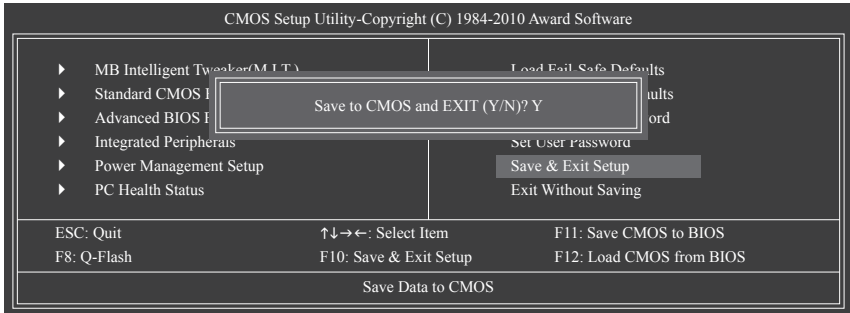 CMOS Setup Utility-Copyright (C) 1984-2010 Award Software
MB Intelligent Tweaker(M.I.T.)
Standard CMOS
Advanced BIOS
Integrated Peripherals
Power Management Setup
PC Health Status
Load Fail-Safe Defaults
Set User Password
Save & Exit Setup
Exit Without Saving
Save to CMOS and EXIT (Y/N)? Y
ESC: Quit ↑↓→←: Select Item F11: Save CMOS to BIOS
F8: Q-Flash F10: Save & Exit Setup F12: Load CMOS from BIOS
Save Data to CMOS